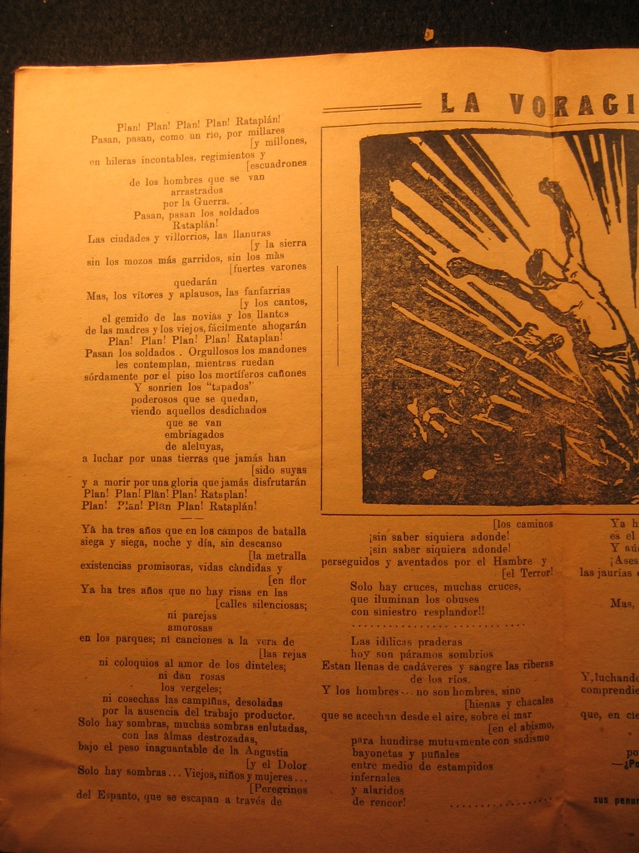 LA VORAGI
Plan! Plan! Plan! Plan! Rataplán!
Pasan, pasan, como un río, por millares
[y millones,
en hileras incontables, regimientos y
[escuadrones
de los hombres que se van
arrastrados
por la Guerra.
Pasan, pasan los soldados
Rataplán!
Las ciudades y villorrios, las llanuras
[y la sierra
sin los mozos más garridos, sin los más
[fuertes varones
quedarán
Mas, los vítores y aplausos, las fanfarrias
[y los cantos,
el gemido de las novias y los llantos
de las madres y los viejos, fácilmente ahogarán
Plan! Plan! Plan! Plan! Rataplan!
Pasan los soldados . Orgullosos los mandones
les contemplan, mientras ruedan
sórdamente por el piso los mortíferos cañones
Y sonrien los "tapados'
poderosos que se quedan,
viendo aquellos desdichados
que se van
embriagados
de aleluyas,
a luchar por unas tierras que jamás han
[sido suyas
y a morir por una gloria que jamás disfrutarán
Plan! Plan! Plan! Plan! Rataplan!
Plan! Plan! Plan Plan! Rataplán!
Ya ha tres años que en los campos de batalla
siega y siega, noche y día, sin descanso
[la metralla
existencias promisoras, vidas cándidas y
[en flor
Ya ha tres años que no hay risas en las
[calles silenciosas;
ni parejas
amorosas
en los parques; ni canciones a la vera de
[las rejas
ni coloquios al amor de los dinteles;
ni dan rosas
los vergeles;
ni cosechas las campiñas, desoladas
por la ausencia del trabajo productor.
Solo hay sombras, muchas sombras enlutadas,
con las àlmas destrozadas,
bajo el peso inaguantable de la Angustia
[y el Dolor
Solo hay sombras... Viejos, niños y mujeres...
[Peregrinos
del Espanto, que se escapan a través de
[los caminos
¡sin saber siquiera adonde!
¡sin saber siquiera adonde!
perseguidos y aventados por el Hambre y
[el Terror!
Solo hay cruces, muchas cruces,
que iluminan los obuses
con siniestro resplandor!!
Las idílicas praderas
hoy son páramos sombríos
Estan llenas de cadáveres y sangre las riberas
de los ríos.
Y los hombres... no son hombres, sino
[hienas y chacales
que se acechan desde el aire, sobre el mar
[en el abismo,
para hundirse mutuamente con sadismo
bayonetas y puñales
entre medio de estampidos
infernales
y alaridos
de rencor!
Ya h
es el
Y aún
¡Ases
las jaurías
Mas,
Y, luchando
comprendie
que, en cie
po
—¿Po
sus pena